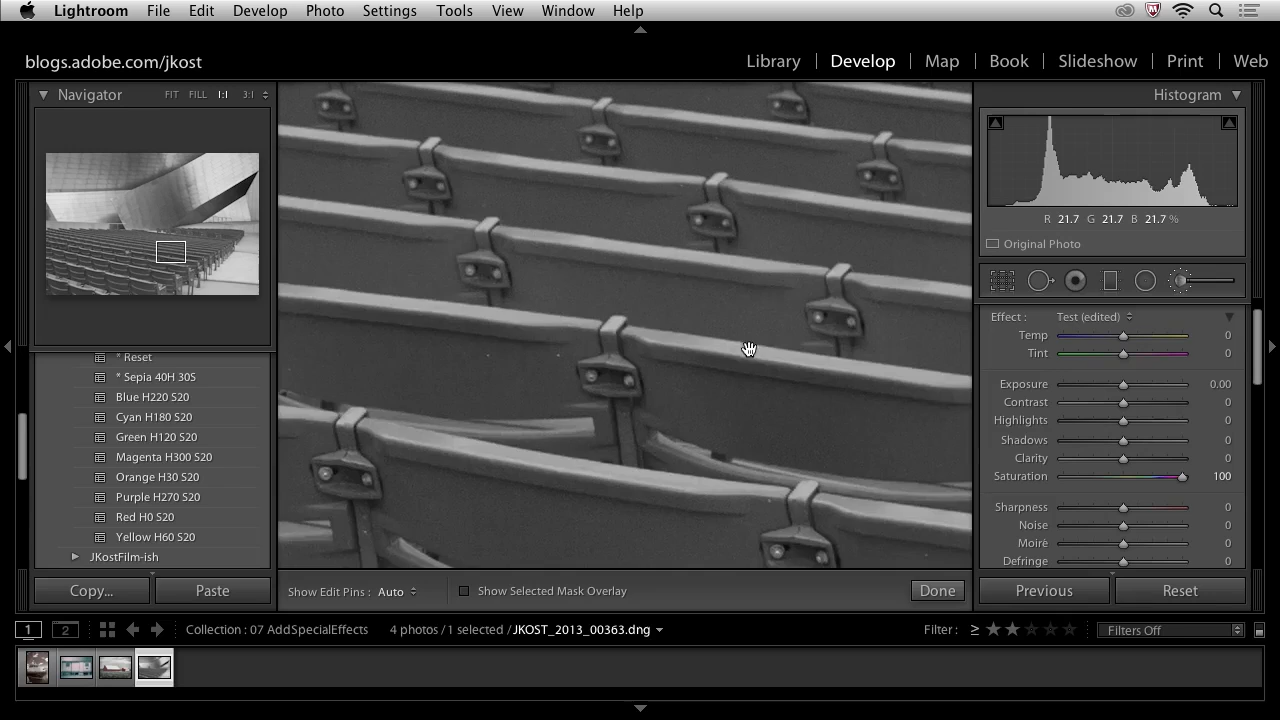 Lightroom File Edit Develop Photo Settings Tools View Window Help
blogs.adobe.com/jkost
Library Develop Map Book Slideshow Print Web
Navigator FIT FILL 1:1 3:1
* Reset
* Sepia 40H 30S
Blue H220 S20
Cyan H180 S20
Green H120 S20
Magenta H300 S20
Orange H30 S20
Purple H270 S20
Red H0 S20
Yellow H60 S20
JKostFilm-ish
Copy... Paste
Show Edit Pins : Auto Show Selected Mask Overlay Done
Histogram
R 21.7 G 21.7 B 21.7 %
Original Photo
Effect : Test (edited)
Temp 0
Tint 0
Exposure 0.00
Contrast 0
Highlights 0
Shadows 0
Clarity 0
Saturation 100
Sharpness 0
Noise 0
Moiré 0
Defringe 0
Previous Reset
1 2 Collection : 07 AddSpecialEffects 4 photos / 1 selected / JKOST_2013_00363.dng Filter : ≥ ★★★★★ Filters Off